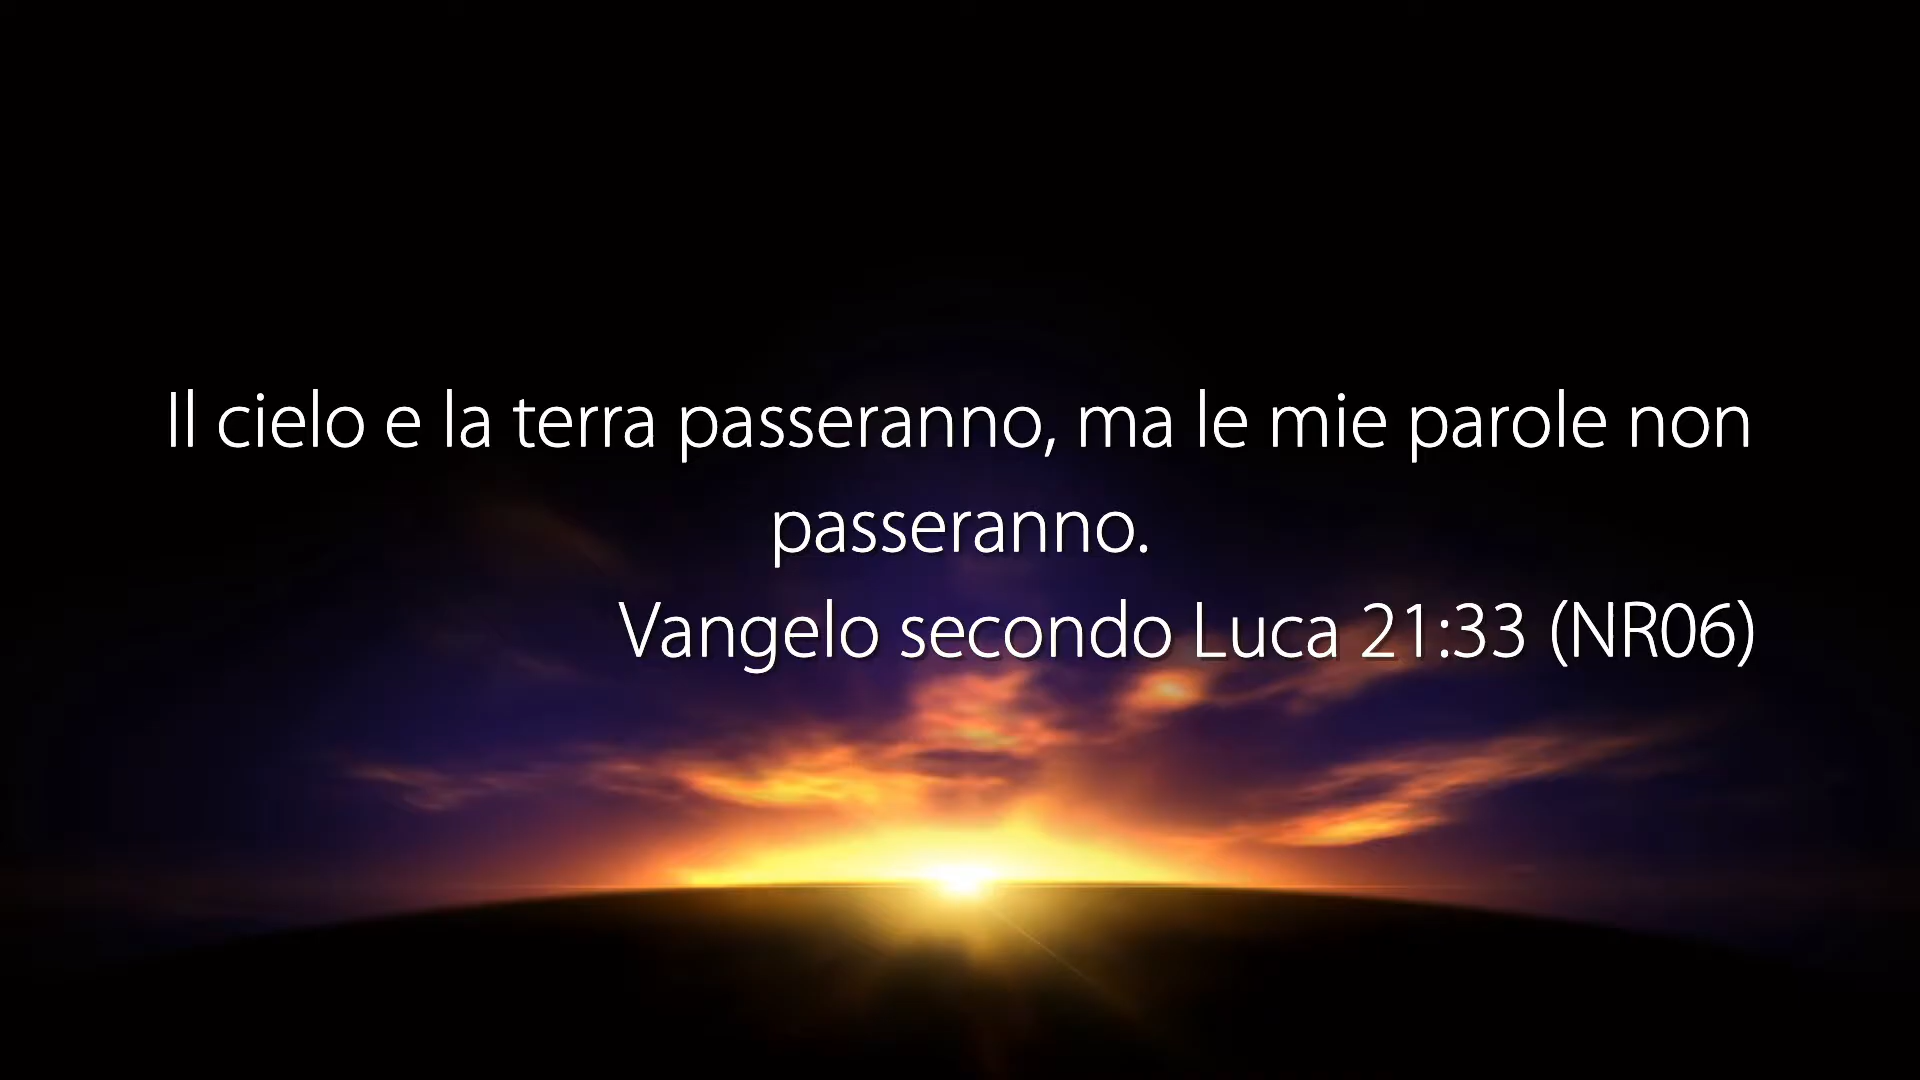 Il cielo e la terra passeranno, ma le mie parole non
passeranno.
Vangelo secondo Luca 21:33 (NR06)